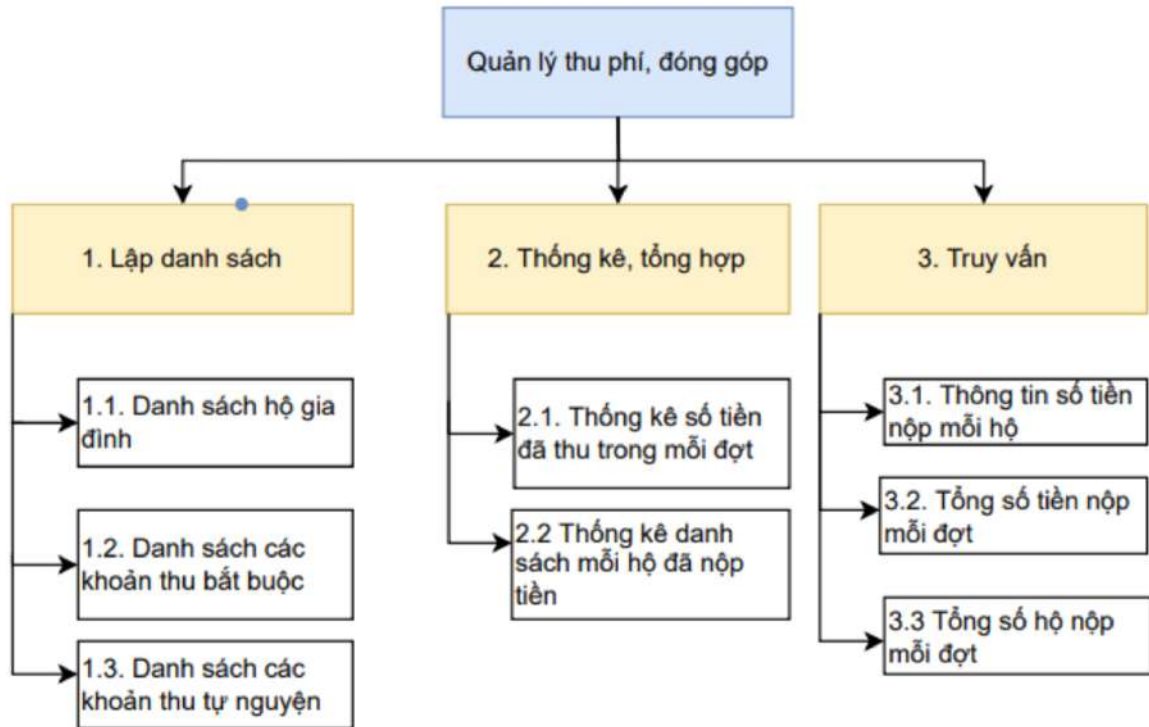 Quản lý thu phí, đóng góp
1. Lập danh sách
2. Thống kê, tổng hợp
3. Truy vấn
1.1. Danh sách hộ gia
đình
1.2. Danh sách các
khoản thu bắt buộc
1.3. Danh sách các
khoản thu tự nguyện
2.1. Thống kê số tiền
đã thu trong mỗi đợt
2.2 Thống kê danh
sách mỗi hộ đã nộp
tiền
3.1. Thông tin số tiền
nộp mỗi hộ
3.2. Tổng số tiền nộp
mỗi đợt
3.3 Tổng số hộ nộp
mỗi đợt